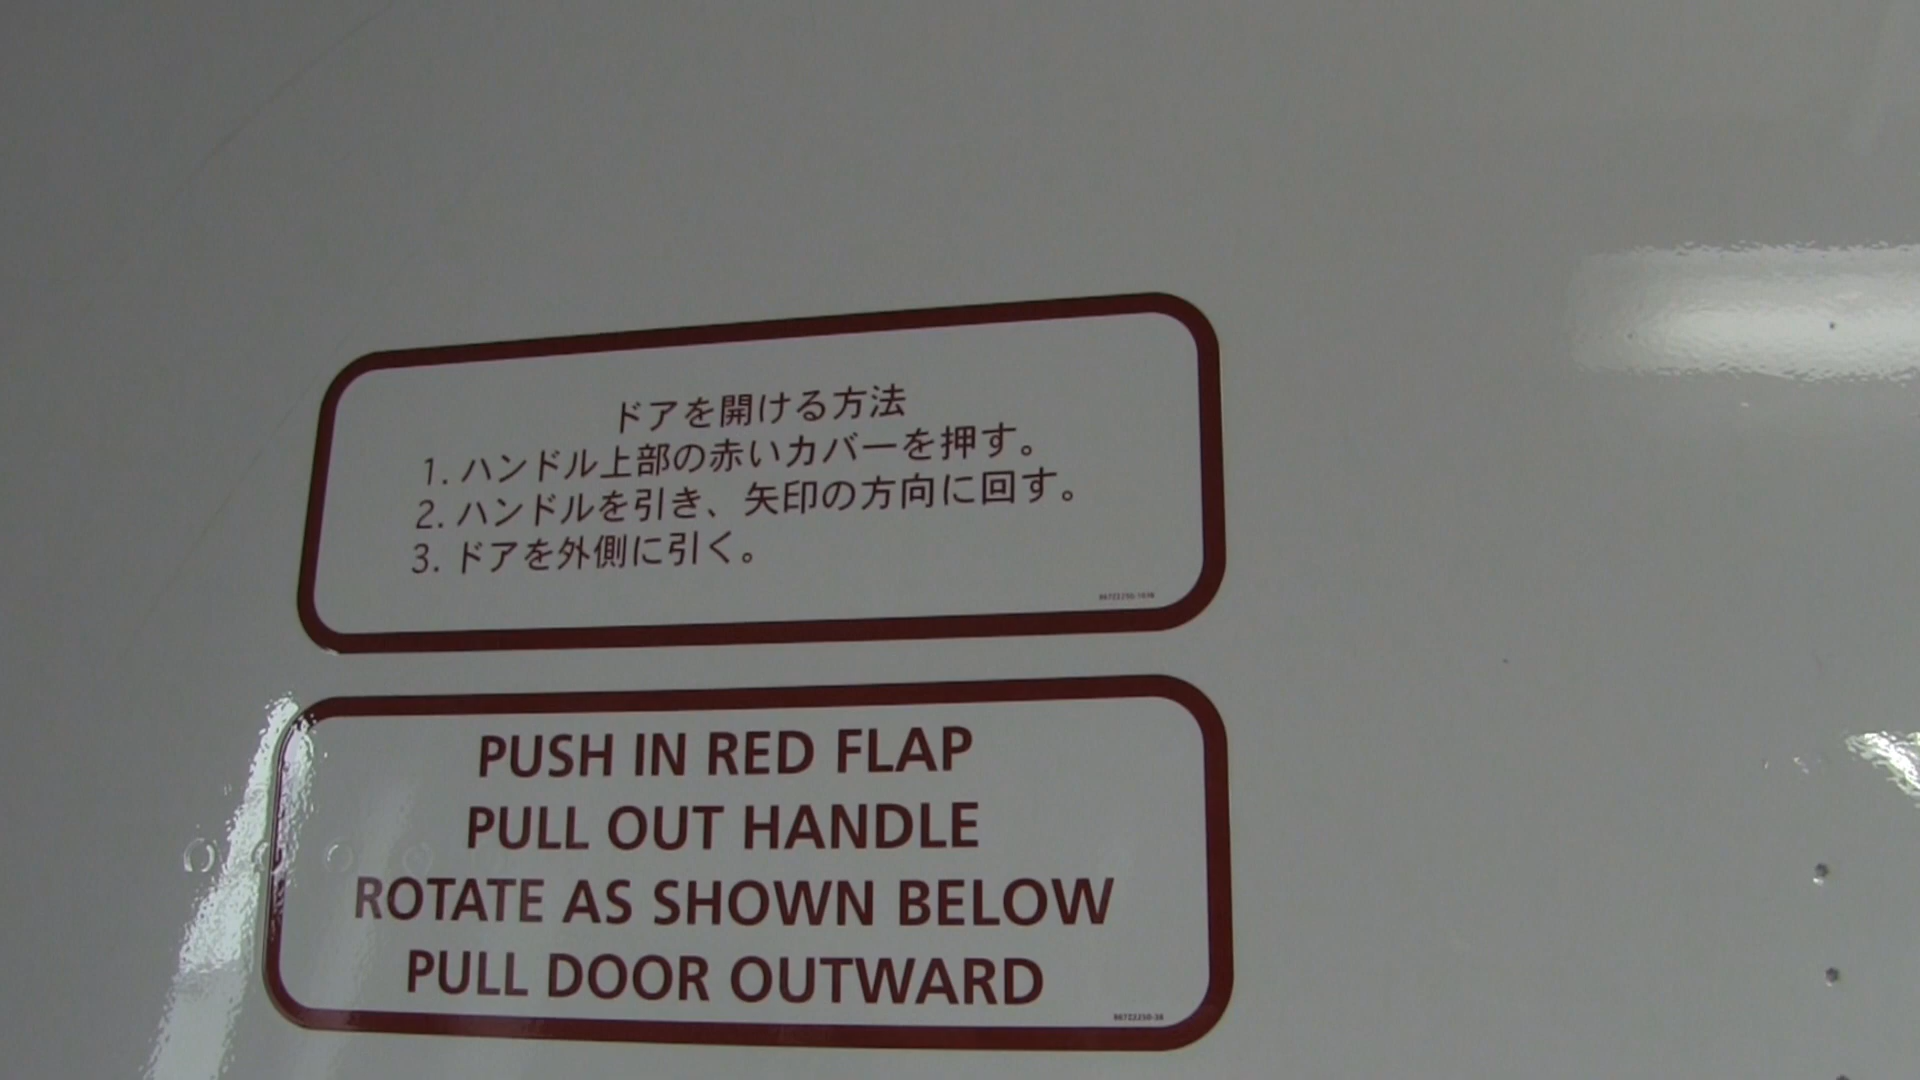 ドアを開ける方法
1. ハンドル上部の赤いカバーを押す。
2. ハンドルを引き、矢印の方向に回す。
3. ドアを外側に引く。
PUSH IN RED FLAP
PULL OUT HANDLE
ROTATE AS SHOWN BELOW
PULL DOOR OUTWARD